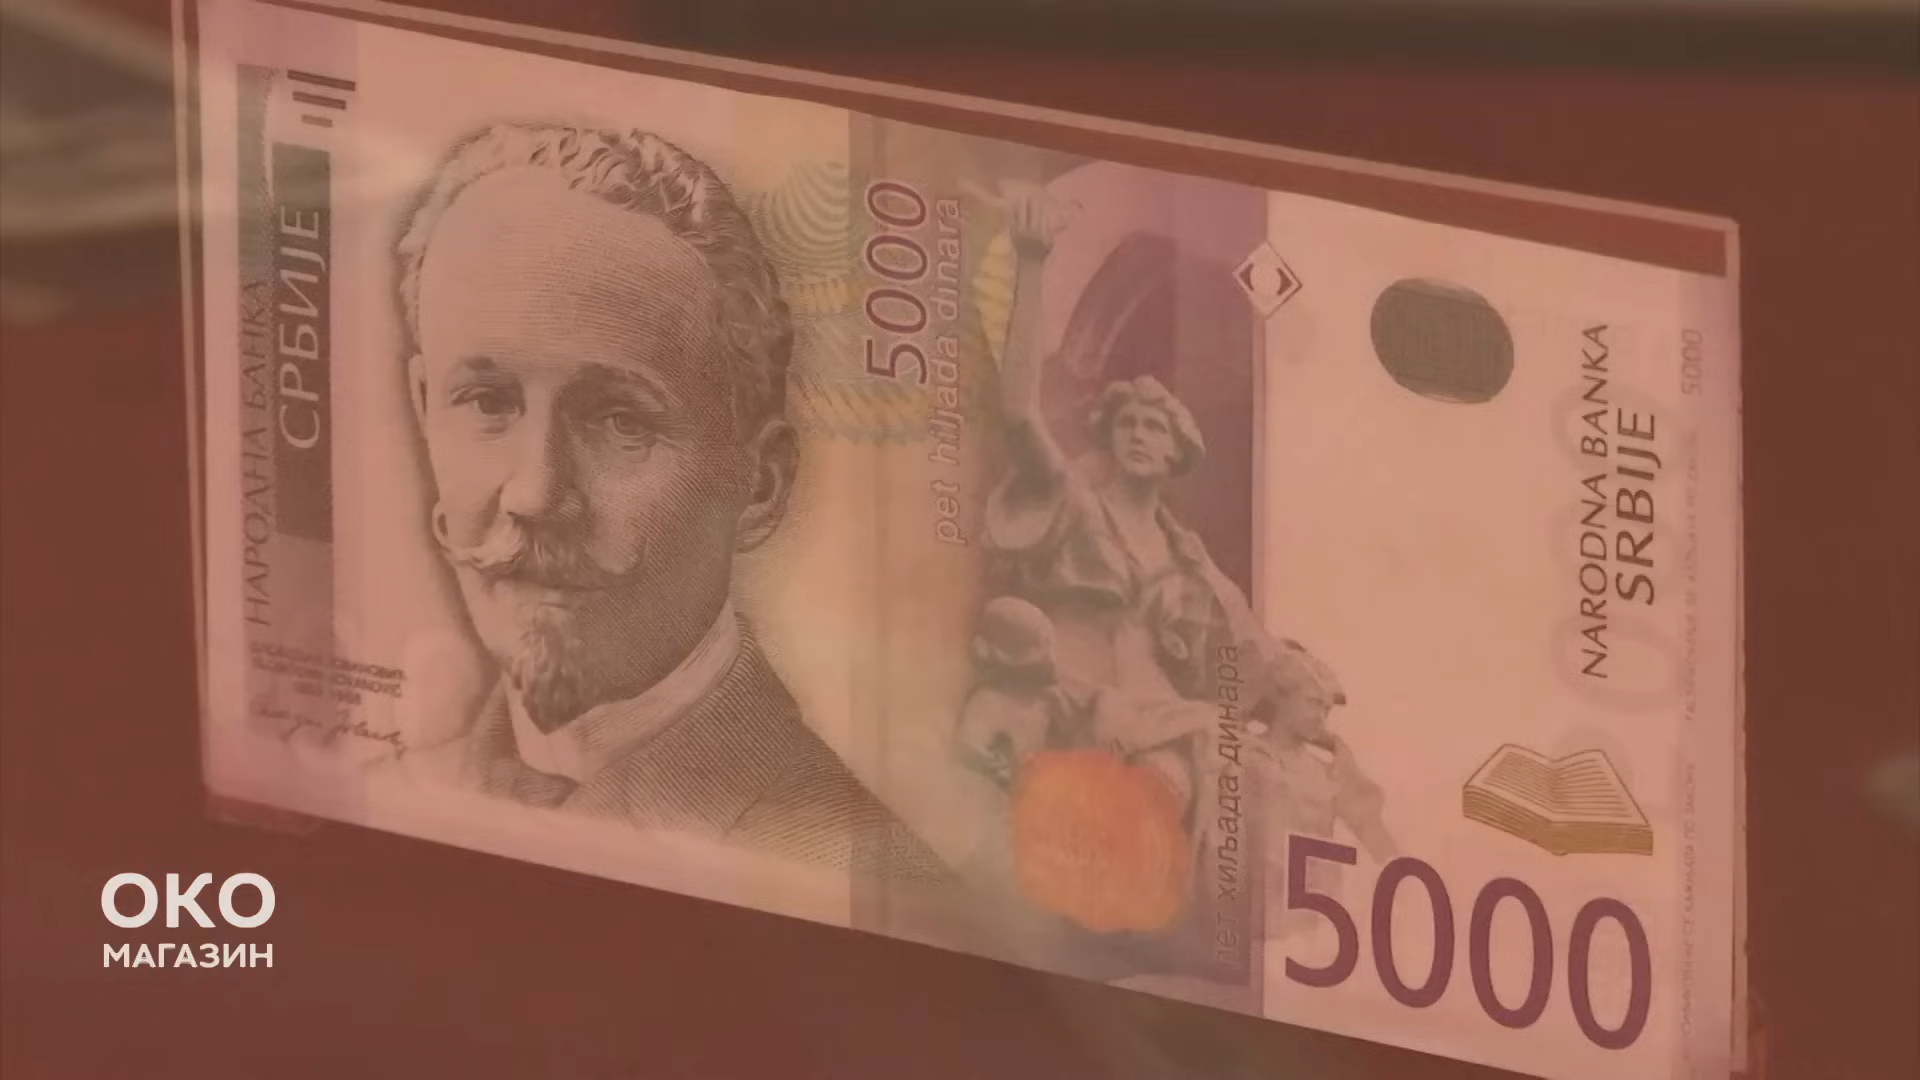 НАРОДНА БАНКА
СРБИЈЕ
5000
pet hiljada dinara
пет хиљада динара
NARODNA BANKA
SRBIJE
5000
5000
ОКО
МАГАЗИН